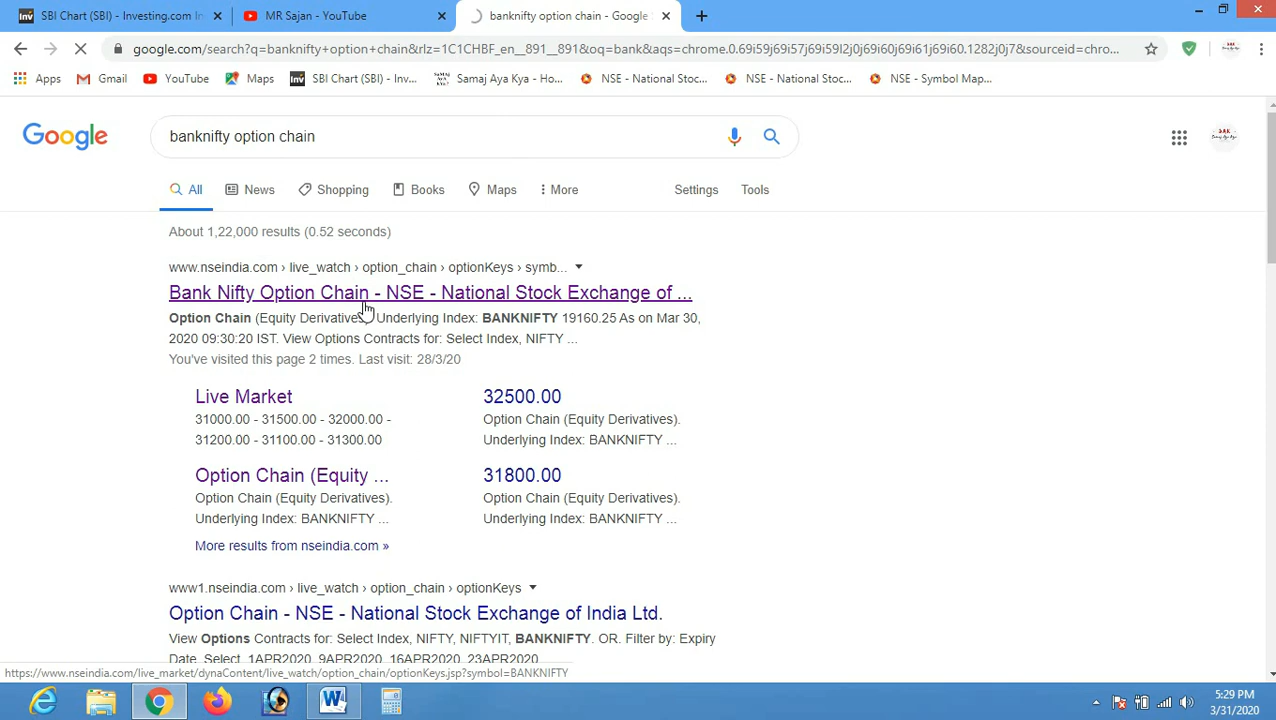 SBI Chart (SBI) - Investing.com In
MR Sajan - YouTube
banknifty option chain - Google
google.com/search?q=banknifty+option+chain&rlz=1C1CHBF_en__891__891&oq=bank&aqs=chrome.0.69i59j69i57j69i59l2j0j69i60j69i61j69i60.1282j0j7&sourceid=chro...
Apps
Gmail
YouTube
Maps
SBI Chart (SBI) - Inv...
Samaj Aya Kya - Ho...
NSE - National Stoc...
NSE - National Stoc...
NSE - Symbol Map...
Google
banknifty option chain
All
News
Shopping
Books
Maps
More
Settings
Tools
About 1,22,000 results (0.52 seconds)
www.nseindia.com › live_watch › option_chain › optionKeys › symb...
Bank Nifty Option Chain - NSE - National Stock Exchange of ...
Option Chain (Equity Derivatives) Underlying Index: BANKNIFTY 19160.25 As on Mar 30,
2020 09:30:20 IST. View Options Contracts for: Select Index, NIFTY ...
You've visited this page 2 times. Last visit: 28/3/20
Live Market
31000.00 - 31500.00 - 32000.00 -
31200.00 - 31100.00 - 31300.00
32500.00
Option Chain (Equity Derivatives).
Underlying Index: BANKNIFTY ...
Option Chain (Equity ...
Option Chain (Equity Derivatives).
Underlying Index: BANKNIFTY ...
31800.00
Option Chain (Equity Derivatives).
Underlying Index: BANKNIFTY ...
More results from nseindia.com »
www1.nseindia.com › live_watch › option_chain › optionKeys
Option Chain - NSE - National Stock Exchange of India Ltd.
View Options Contracts for: Select Index, NIFTY, NIFTYIT, BANKNIFTY. OR. Filter by: Expiry
Date. Select, 1APR2020, 9APR2020, 16APR2020, 23APR2020
https://www.nseindia.com/live_market/dynaContent/live_watch/option_chain/optionKeys.jsp?symbol=BANKNIFTY
5:29 PM
3/31/2020